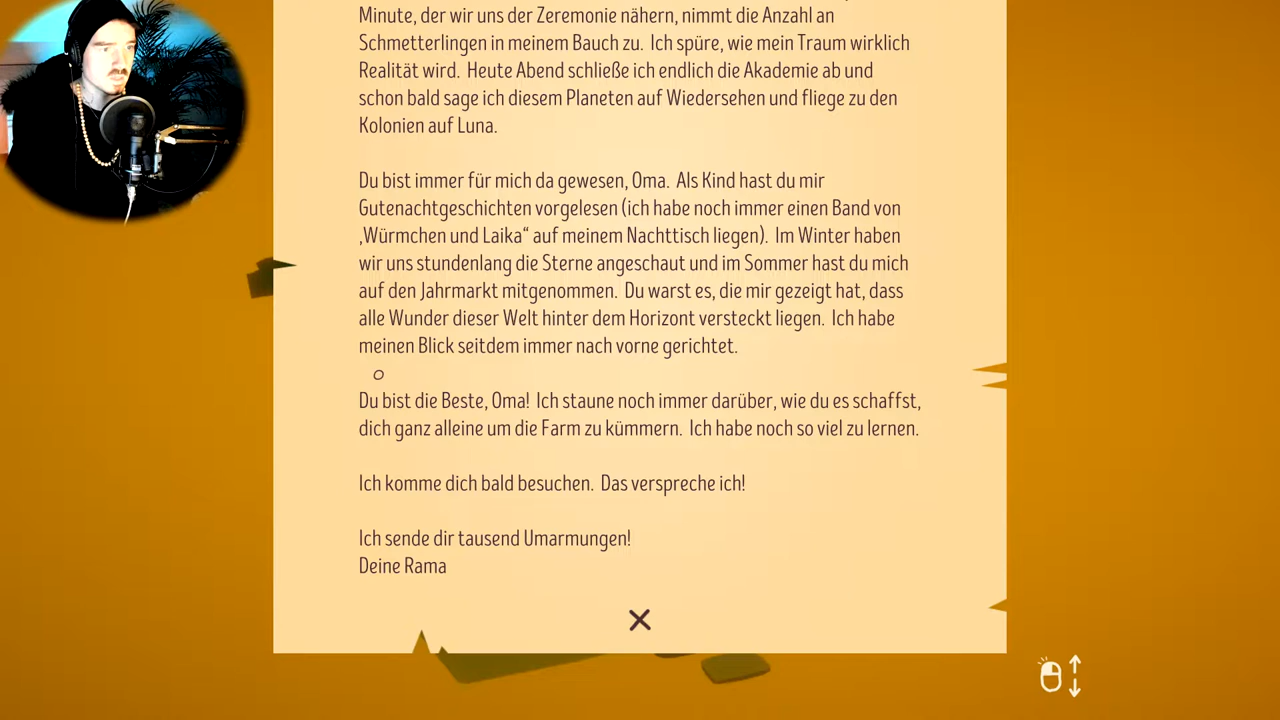 Minute, der wir uns der Zeremonie nähern, nimmt die Anzahl an
Schmetterlingen in meinem Bauch zu. Ich spüre, wie mein Traum wirklich
Realität wird. Heute Abend schließe ich endlich die Akademie ab und
schon bald sage ich diesem Planeten auf Wiedersehen und fliege zu den
Kolonien auf Luna.
Du bist immer für mich da gewesen, Oma. Als Kind hast du mir
Gutenachtgeschichten vorgelesen (ich habe noch immer einen Band von
‚Würmchen und Laika“ auf meinem Nachttisch liegen). Im Winter haben
wir uns stundenlang die Sterne angeschaut und im Sommer hast du mich
auf den Jahrmarkt mitgenommen. Du warst es, die mir gezeigt hat, dass
alle Wunder dieser Welt hinter dem Horizont versteckt liegen. Ich habe
meinen Blick seitdem immer nach vorne gerichtet.
Du bist die Beste, Oma! Ich staune noch immer darüber, wie du es schaffst,
dich ganz alleine um die Farm zu kümmern. Ich habe noch so viel zu lernen.
Ich komme dich bald besuchen. Das verspreche ich!
Ich sende dir tausend Umarmungen!
Deine Rama